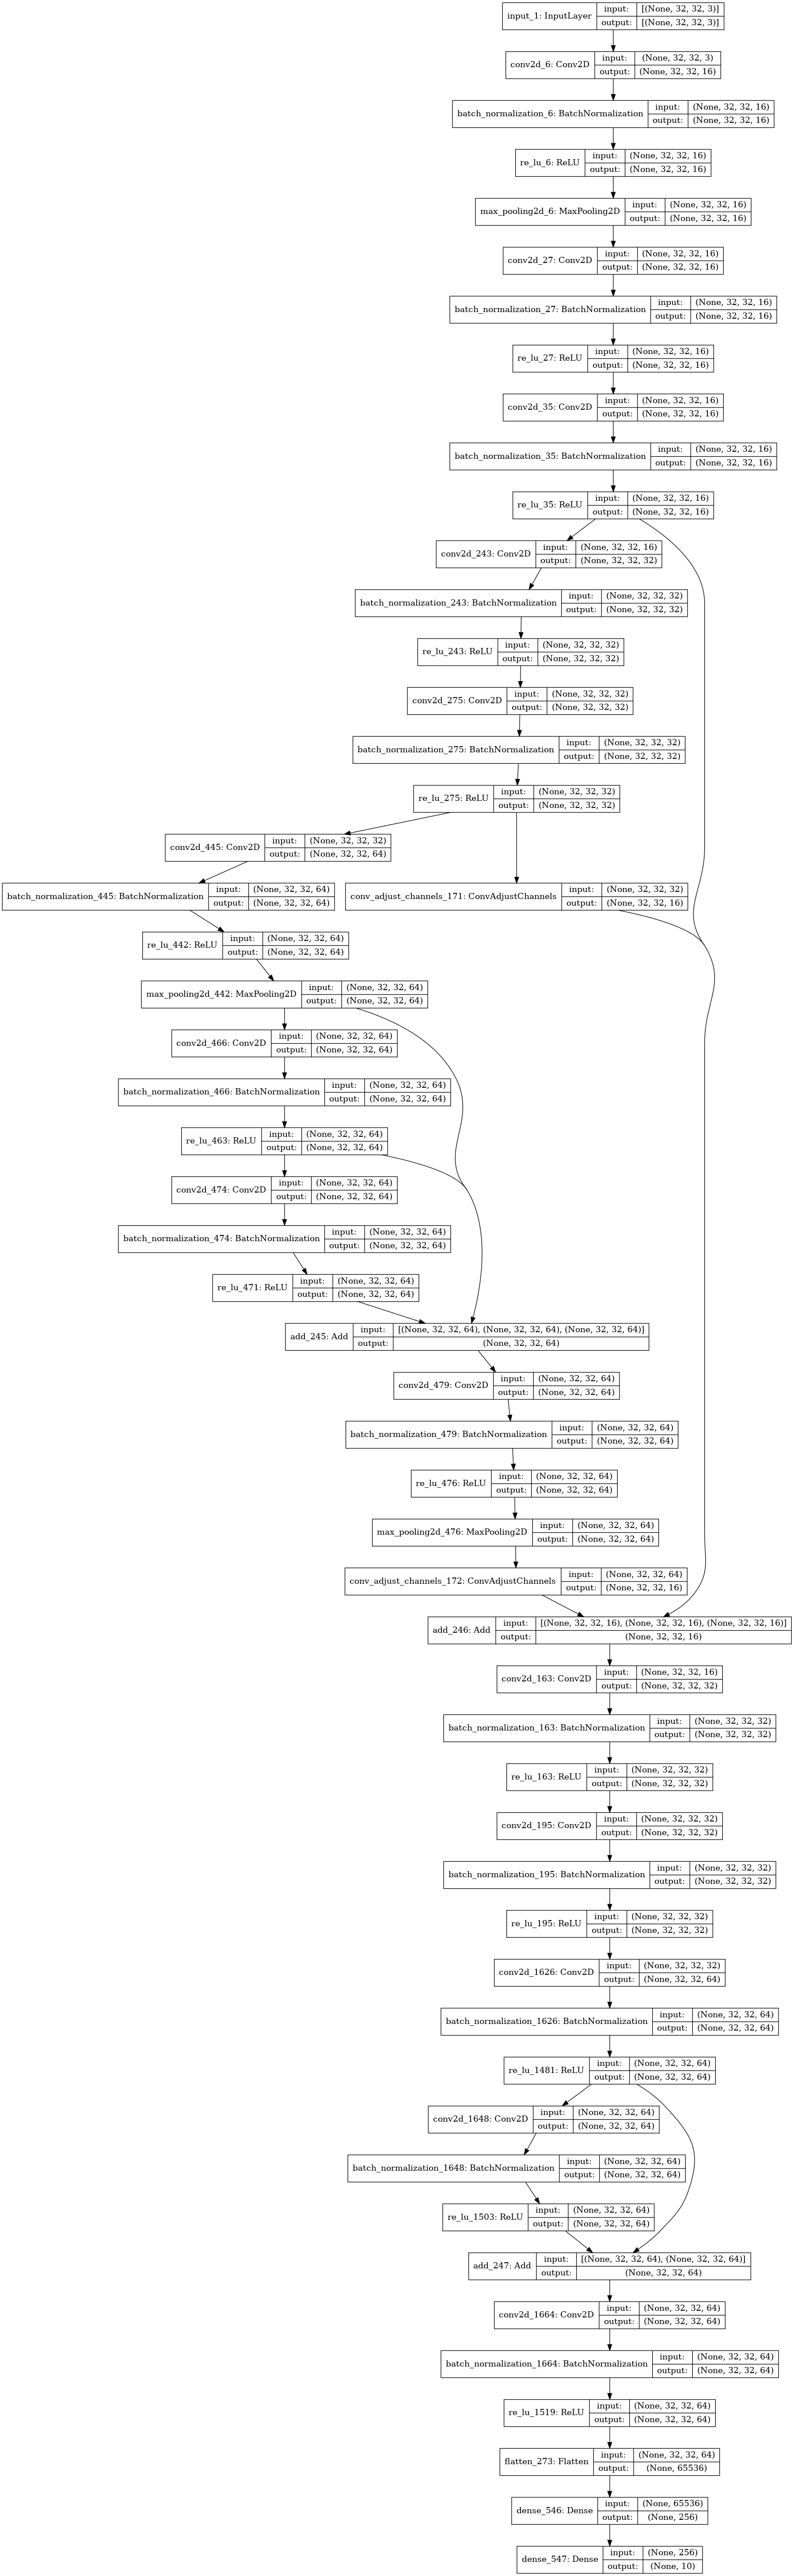 input_1: InputLayer input: [(None, 32, 32, 3)]
output: [(None, 32, 32, 3)]
conv2d_6: Conv2D input: (None, 32, 32, 3)
output: (None, 32, 32, 16)
batch_normalization_6: BatchNormalization input: (None, 32, 32, 16)
output: (None, 32, 32, 16)
re_lu_6: ReLU input: (None, 32, 32, 16)
output: (None, 32, 32, 16)
max_pooling2d_6: MaxPooling2D input: (None, 32, 32, 16)
output: (None, 32, 32, 16)
conv2d_27: Conv2D input: (None, 32, 32, 16)
output: (None, 32, 32, 16)
batch_normalization_27: BatchNormalization input: (None, 32, 32, 16)
output: (None, 32, 32, 16)
re_lu_27: ReLU input: (None, 32, 32, 16)
output: (None, 32, 32, 16)
conv2d_35: Conv2D input: (None, 32, 32, 16)
output: (None, 32, 32, 16)
batch_normalization_35: BatchNormalization input: (None, 32, 32, 16)
output: (None, 32, 32, 16)
re_lu_35: ReLU input: (None, 32, 32, 16)
output: (None, 32, 32, 16)
conv2d_243: Conv2D input: (None, 32, 32, 16)
output: (None, 32, 32, 32)
batch_normalization_243: BatchNormalization input: (None, 32, 32, 32)
output: (None, 32, 32, 32)
re_lu_243: ReLU input: (None, 32, 32, 32)
output: (None, 32, 32, 32)
conv2d_275: Conv2D input: (None, 32, 32, 32)
output: (None, 32, 32, 32)
batch_normalization_275: BatchNormalization input: (None, 32, 32, 32)
output: (None, 32, 32, 32)
re_lu_275: ReLU input: (None, 32, 32, 32)
output: (None, 32, 32, 32)
conv2d_445: Conv2D input: (None, 32, 32, 32)
output: (None, 32, 32, 64)
batch_normalization_445: BatchNormalization input: (None, 32, 32, 64)
output: (None, 32, 32, 64)
conv_adjust_channels_171: ConvAdjustChannels input: (None, 32, 32, 32)
output: (None, 32, 32, 16)
re_lu_442: ReLU input: (None, 32, 32, 64)
output: (None, 32, 32, 64)
max_pooling2d_442: MaxPooling2D input: (None, 32, 32, 64)
output: (None, 32, 32, 64)
conv2d_466: Conv2D input: (None, 32, 32, 64)
output: (None, 32, 32, 64)
batch_normalization_466: BatchNormalization input: (None, 32, 32, 64)
output: (None, 32, 32, 64)
re_lu_463: ReLU input: (None, 32, 32, 64)
output: (None, 32, 32, 64)
conv2d_474: Conv2D input: (None, 32, 32, 64)
output: (None, 32, 32, 64)
batch_normalization_474: BatchNormalization input: (None, 32, 32, 64)
output: (None, 32, 32, 64)
re_lu_471: ReLU input: (None, 32, 32, 64)
output: (None, 32, 32, 64)
add_245: Add input: [(None, 32, 32, 64), (None, 32, 32, 64), (None, 32, 32, 64)]
output: (None, 32, 32, 64)
conv2d_479: Conv2D input: (None, 32, 32, 64)
output: (None, 32, 32, 64)
batch_normalization_479: BatchNormalization input: (None, 32, 32, 64)
output: (None, 32, 32, 64)
re_lu_476: ReLU input: (None, 32, 32, 64)
output: (None, 32, 32, 64)
max_pooling2d_476: MaxPooling2D input: (None, 32, 32, 64)
output: (None, 32, 32, 64)
conv_adjust_channels_172: ConvAdjustChannels input: (None, 32, 32, 64)
output: (None, 32, 32, 16)
add_246: Add input: [(None, 32, 32, 16), (None, 32, 32, 16), (None, 32, 32, 16)]
output: (None, 32, 32, 16)
conv2d_163: Conv2D input: (None, 32, 32, 16)
output: (None, 32, 32, 32)
batch_normalization_163: BatchNormalization input: (None, 32, 32, 32)
output: (None, 32, 32, 32)
re_lu_163: ReLU input: (None, 32, 32, 32)
output: (None, 32, 32, 32)
conv2d_195: Conv2D input: (None, 32, 32, 32)
output: (None, 32, 32, 32)
batch_normalization_195: BatchNormalization input: (None, 32, 32, 32)
output: (None, 32, 32, 32)
re_lu_195: ReLU input: (None, 32, 32, 32)
output: (None, 32, 32, 32)
conv2d_1626: Conv2D input: (None, 32, 32, 32)
output: (None, 32, 32, 64)
batch_normalization_1626: BatchNormalization input: (None, 32, 32, 64)
output: (None, 32, 32, 64)
re_lu_1481: ReLU input: (None, 32, 32, 64)
output: (None, 32, 32, 64)
conv2d_1648: Conv2D input: (None, 32, 32, 64)
output: (None, 32, 32, 64)
batch_normalization_1648: BatchNormalization input: (None, 32, 32, 64)
output: (None, 32, 32, 64)
re_lu_1503: ReLU input: (None, 32, 32, 64)
output: (None, 32, 32, 64)
add_247: Add input: [(None, 32, 32, 64), (None, 32, 32, 64)]
output: (None, 32, 32, 64)
conv2d_1664: Conv2D input: (None, 32, 32, 64)
output: (None, 32, 32, 64)
batch_normalization_1664: BatchNormalization input: (None, 32, 32, 64)
output: (None, 32, 32, 64)
re_lu_1519: ReLU input: (None, 32, 32, 64)
output: (None, 32, 32, 64)
flatten_273: Flatten input: (None, 32, 32, 64)
output: (None, 65536)
dense_546: Dense input: (None, 65536)
output: (None, 256)
dense_547: Dense input: (None, 256)
output: (None, 10)